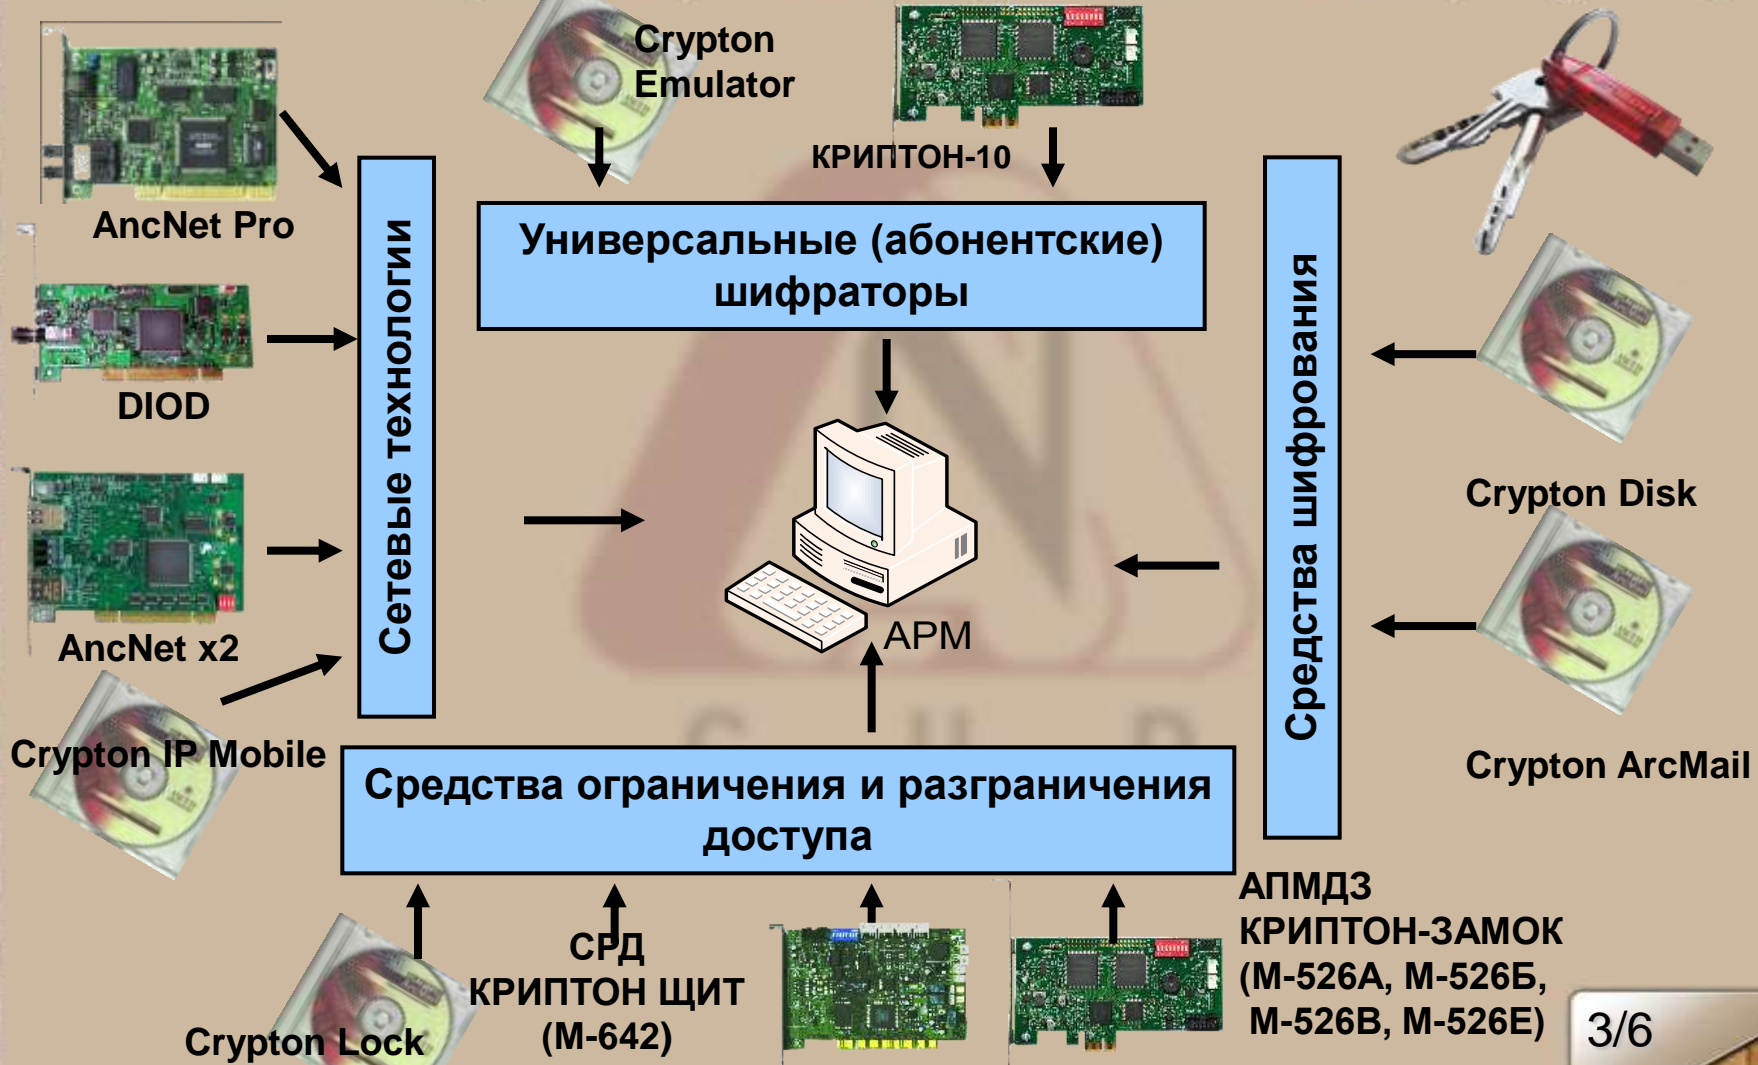 Crypton
Emulator
КРИПТОН-10
AncNet Pro
Универсальные (абонентские)
шифраторы
Сетевые технологии
Средства шифрования
DIOD
Crypton Disk
AncNet x2
АРМ
Crypton IP Mobile
Crypton ArcMail
Средства ограничения и разграничения
доступа
Crypton Lock
СРД
КРИПТОН ЩИТ
(М-642)
АПМДЗ
КРИПТОН-ЗАМОК
(М-526А, М-526Б,
М-526В, М-526Е)
3/6